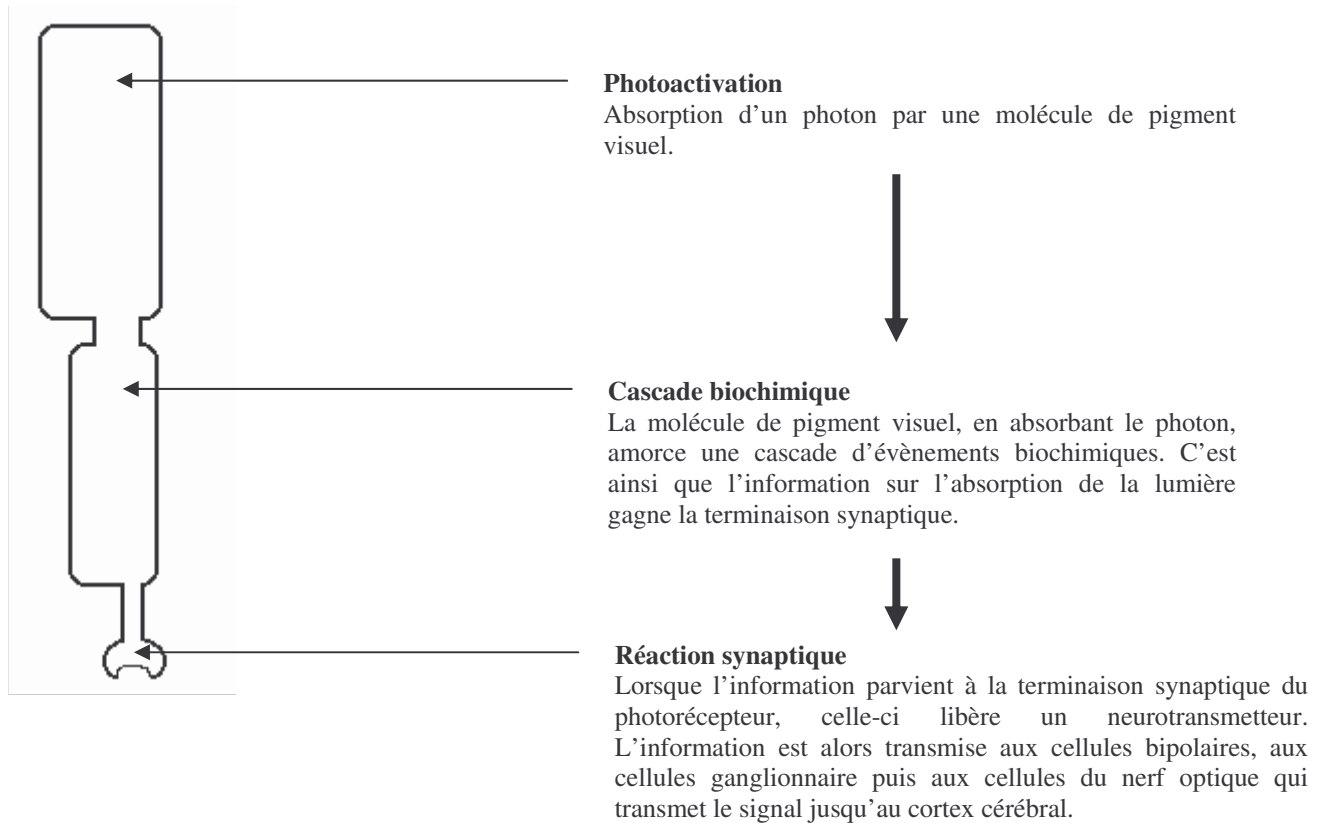 Photoactivation
Absorption d’un photon par une molécule de pigment
visuel.
Cascade biochimique
La molécule de pigment visuel, en absorbant le photon,
amorce une cascade d’évènements biochimiques. C’est
ainsi que l’information sur l’absorption de la lumière
gagne la terminaison synaptique.
Réaction synaptique
Lorsque l’information parvient à la terminaison synaptique du
photorécepteur, celle-ci libère un neurotransmetteur.
L’information est alors transmise aux cellules bipolaires, aux
cellules ganglionnaire puis aux cellules du nerf optique qui
transmet le signal jusqu’au cortex cérébral.